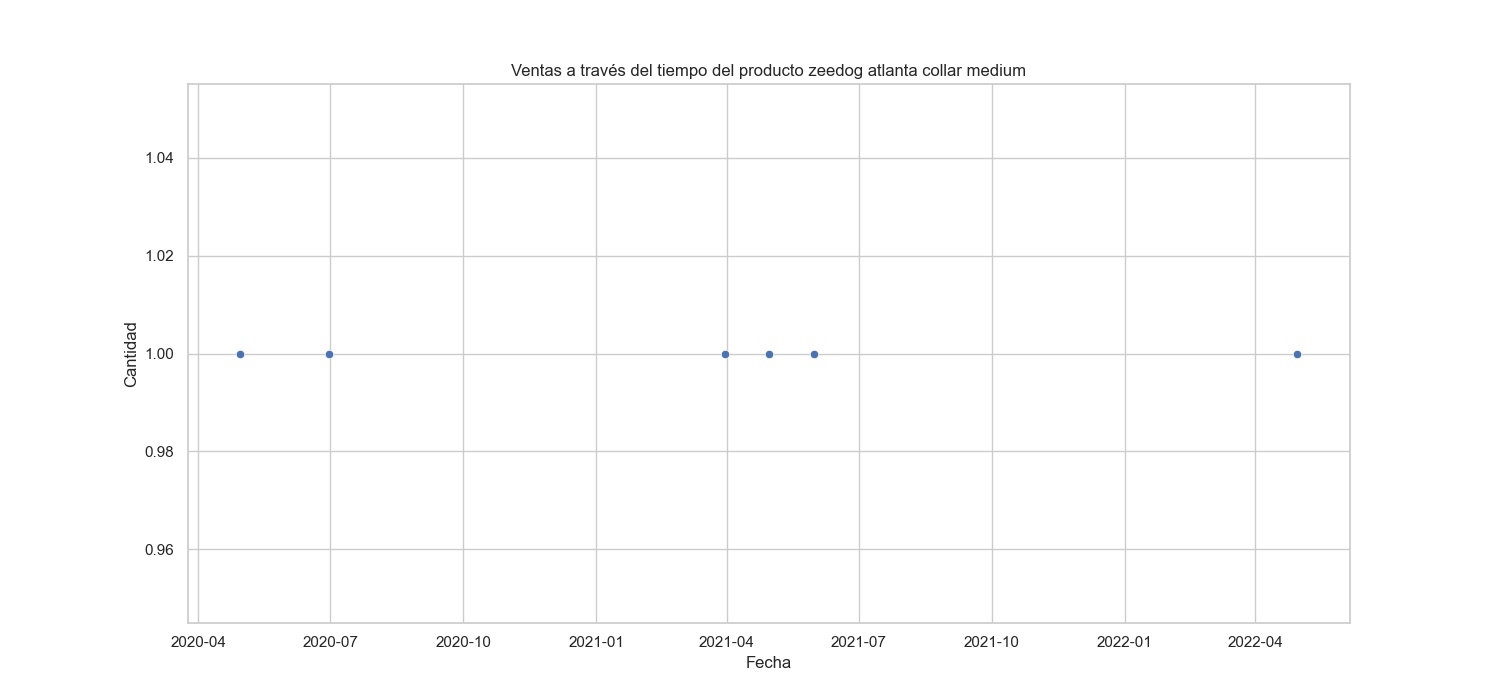 Ventas a través del tiempo del producto zeedog atlanta collar medium
1.04
1.02
1.00
0.98
0.96
Cantidad
2020-04 2020-07 2020-10 2021-01 2021-04 2021-07 2021-10 2022-01 2022-04
Fecha